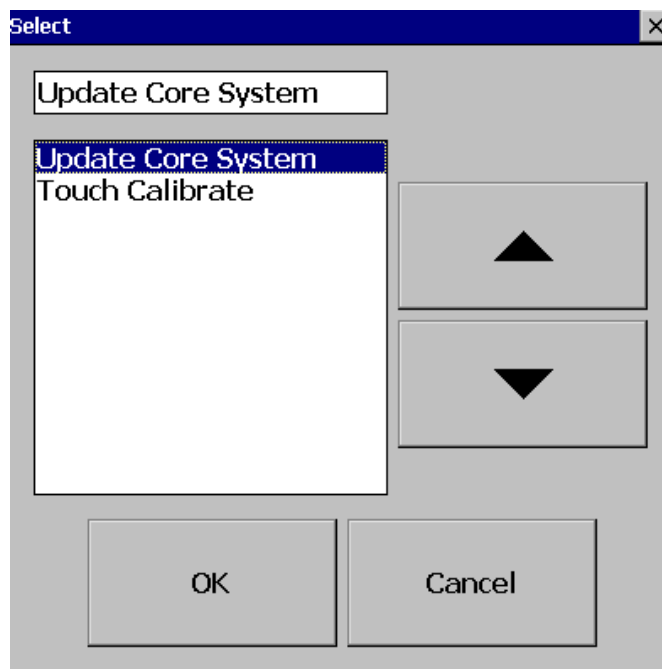 Select
Update Core System
Update Core System
Touch Calibrate
OK
Cancel